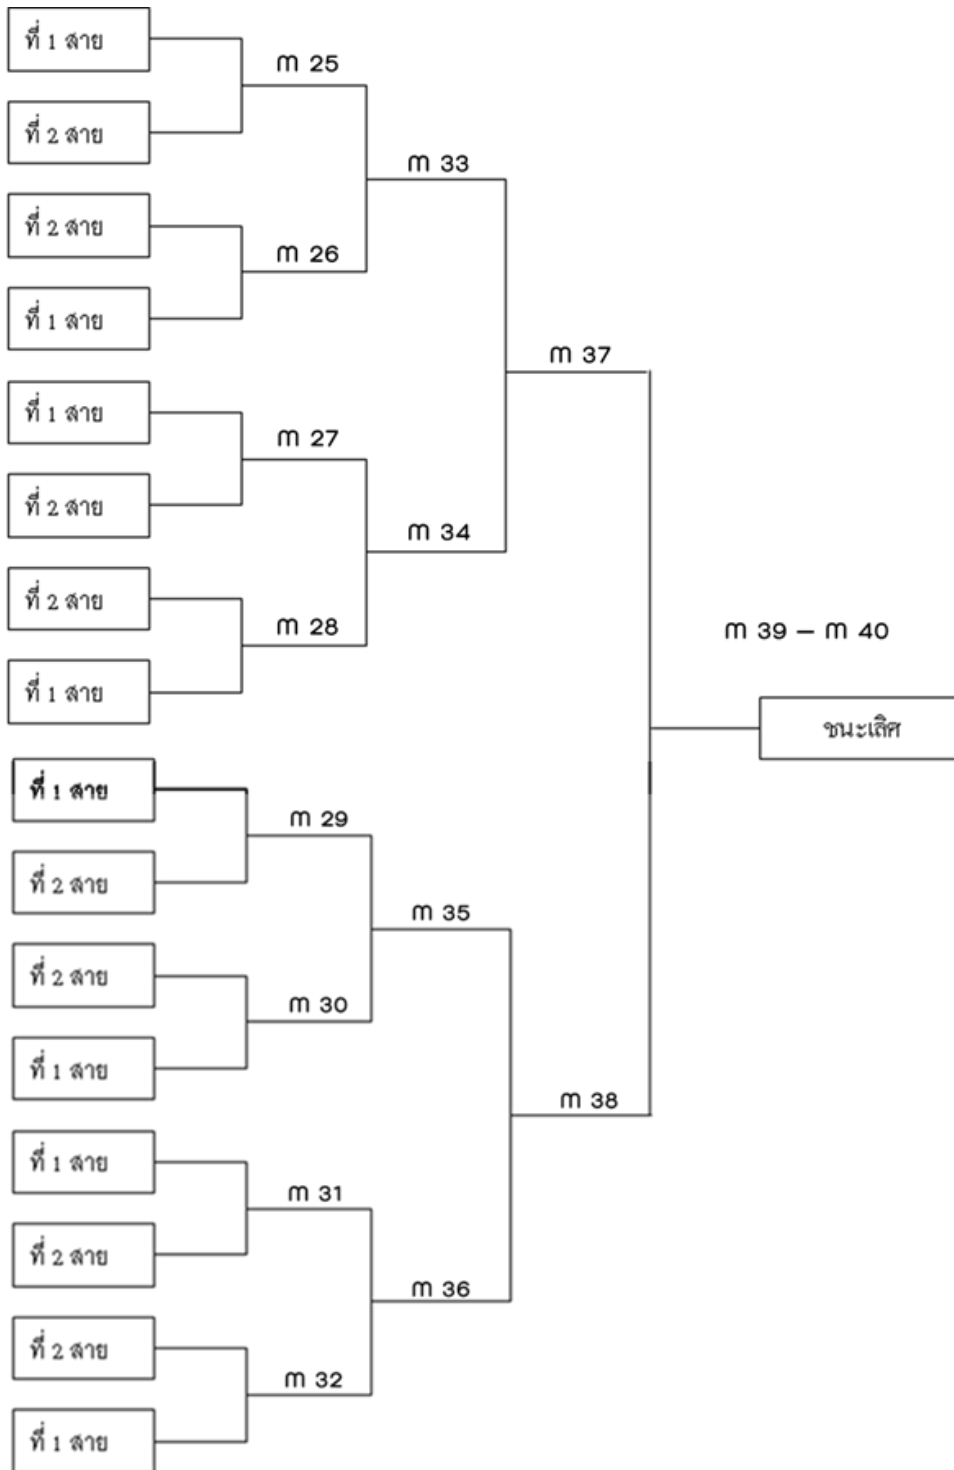 ที่ 1 สาย
m 25
ที่ 2 สาย
m 33
ที่ 2 สาย
m 26
ที่ 1 สาย
m 37
ที่ 1 สาย
m 27
ที่ 2 สาย
m 34
ที่ 2 สาย
m 28
m 39 – m 40
ที่ 1 สาย
ชนะเลิศ
ที่ 1 สาย
m 29
ที่ 2 สาย
m 35
ที่ 2 สาย
m 30
ที่ 1 สาย
m 38
ที่ 1 สาย
m 31
ที่ 2 สาย
m 36
ที่ 2 สาย
m 32
ที่ 1 สาย